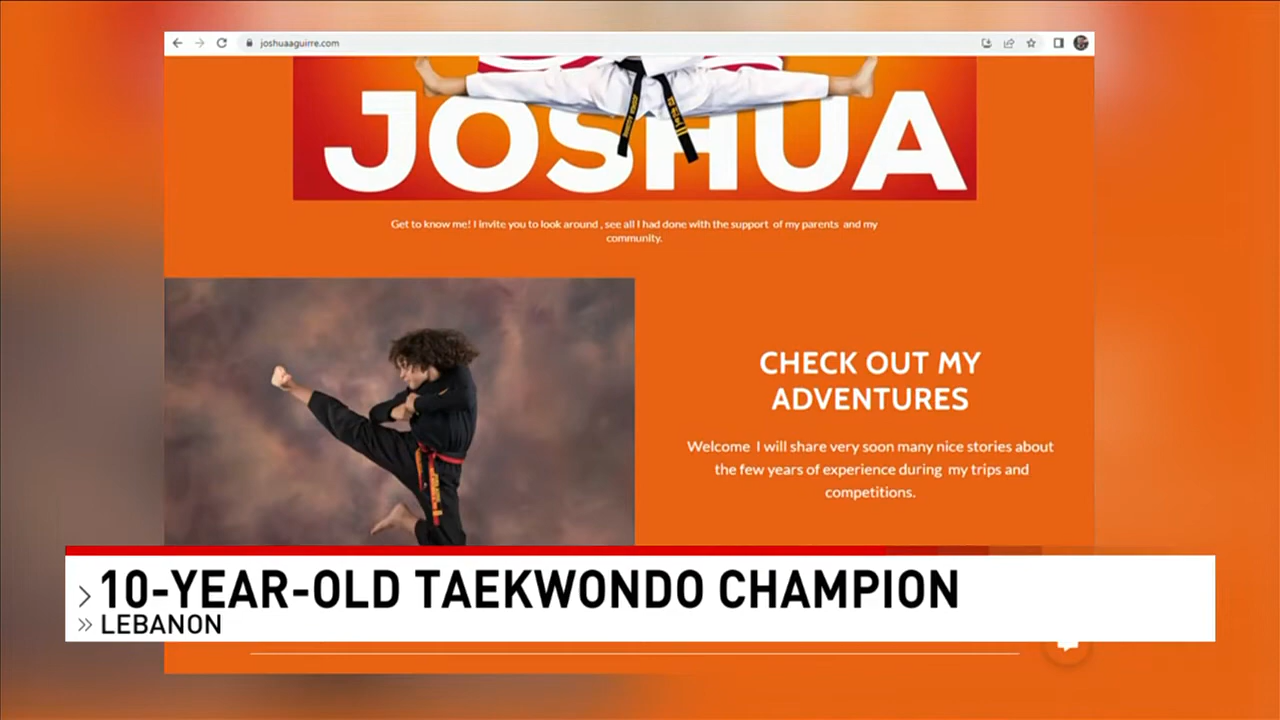 joshuaaguirre.com
JOSHUA
Get to know me! I invite you to look around , see all I had done with the support of my parents and my
community.
CHECK OUT MY
ADVENTURES
Welcome I will share very soon many nice stories about
the few years of experience during my trips and
competitions.
10-YEAR-OLD TAEKWONDO CHAMPION
LEBANON